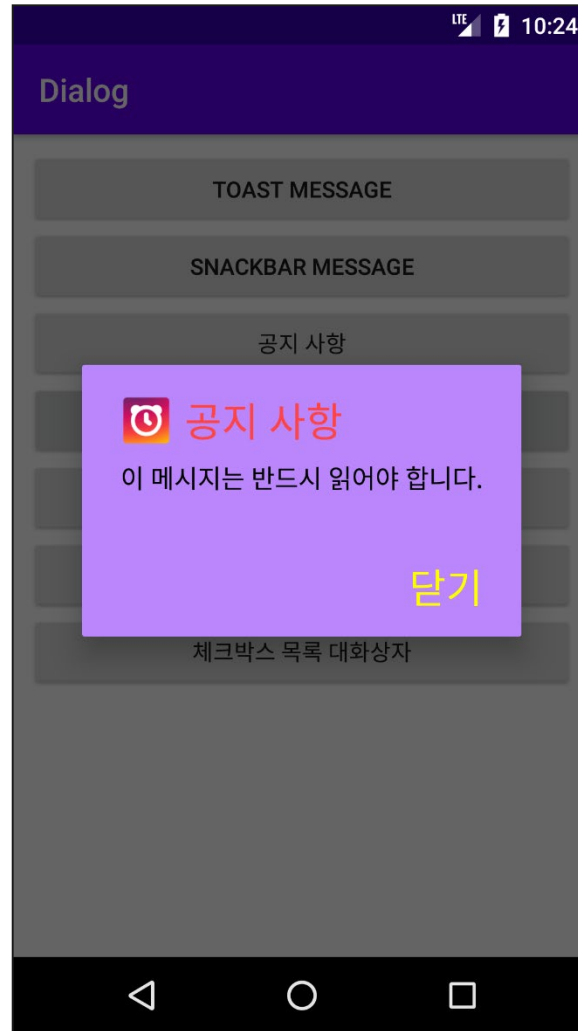 LTE 10:24
Dialog
TOAST MESSAGE
SNACKBAR MESSAGE
공지 사항
공지 사항
이 메시지는 반드시 읽어야 합니다.
닫기
체크박스 목록 대화상자